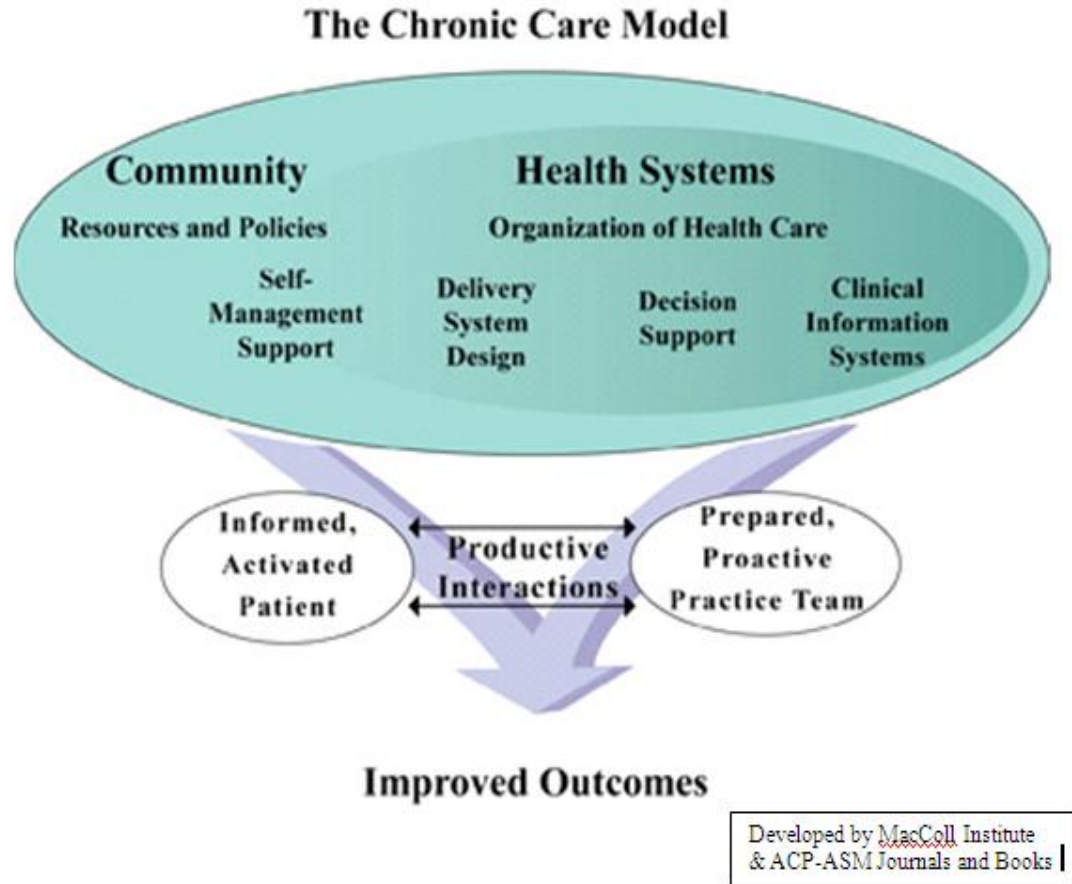 The Chronic Care Model
Community
Resources and Policies
Health Systems
Organization of Health Care
Self-
Management
Support
Delivery
System
Design
Decision
Support
Clinical
Information
Systems
Informed,
Activated
Patient
Productive
Interactions
Prepared,
Proactive
Practice Team
Improved Outcomes
Developed by MacColl Institute
& ACP-ASM Journals and Books